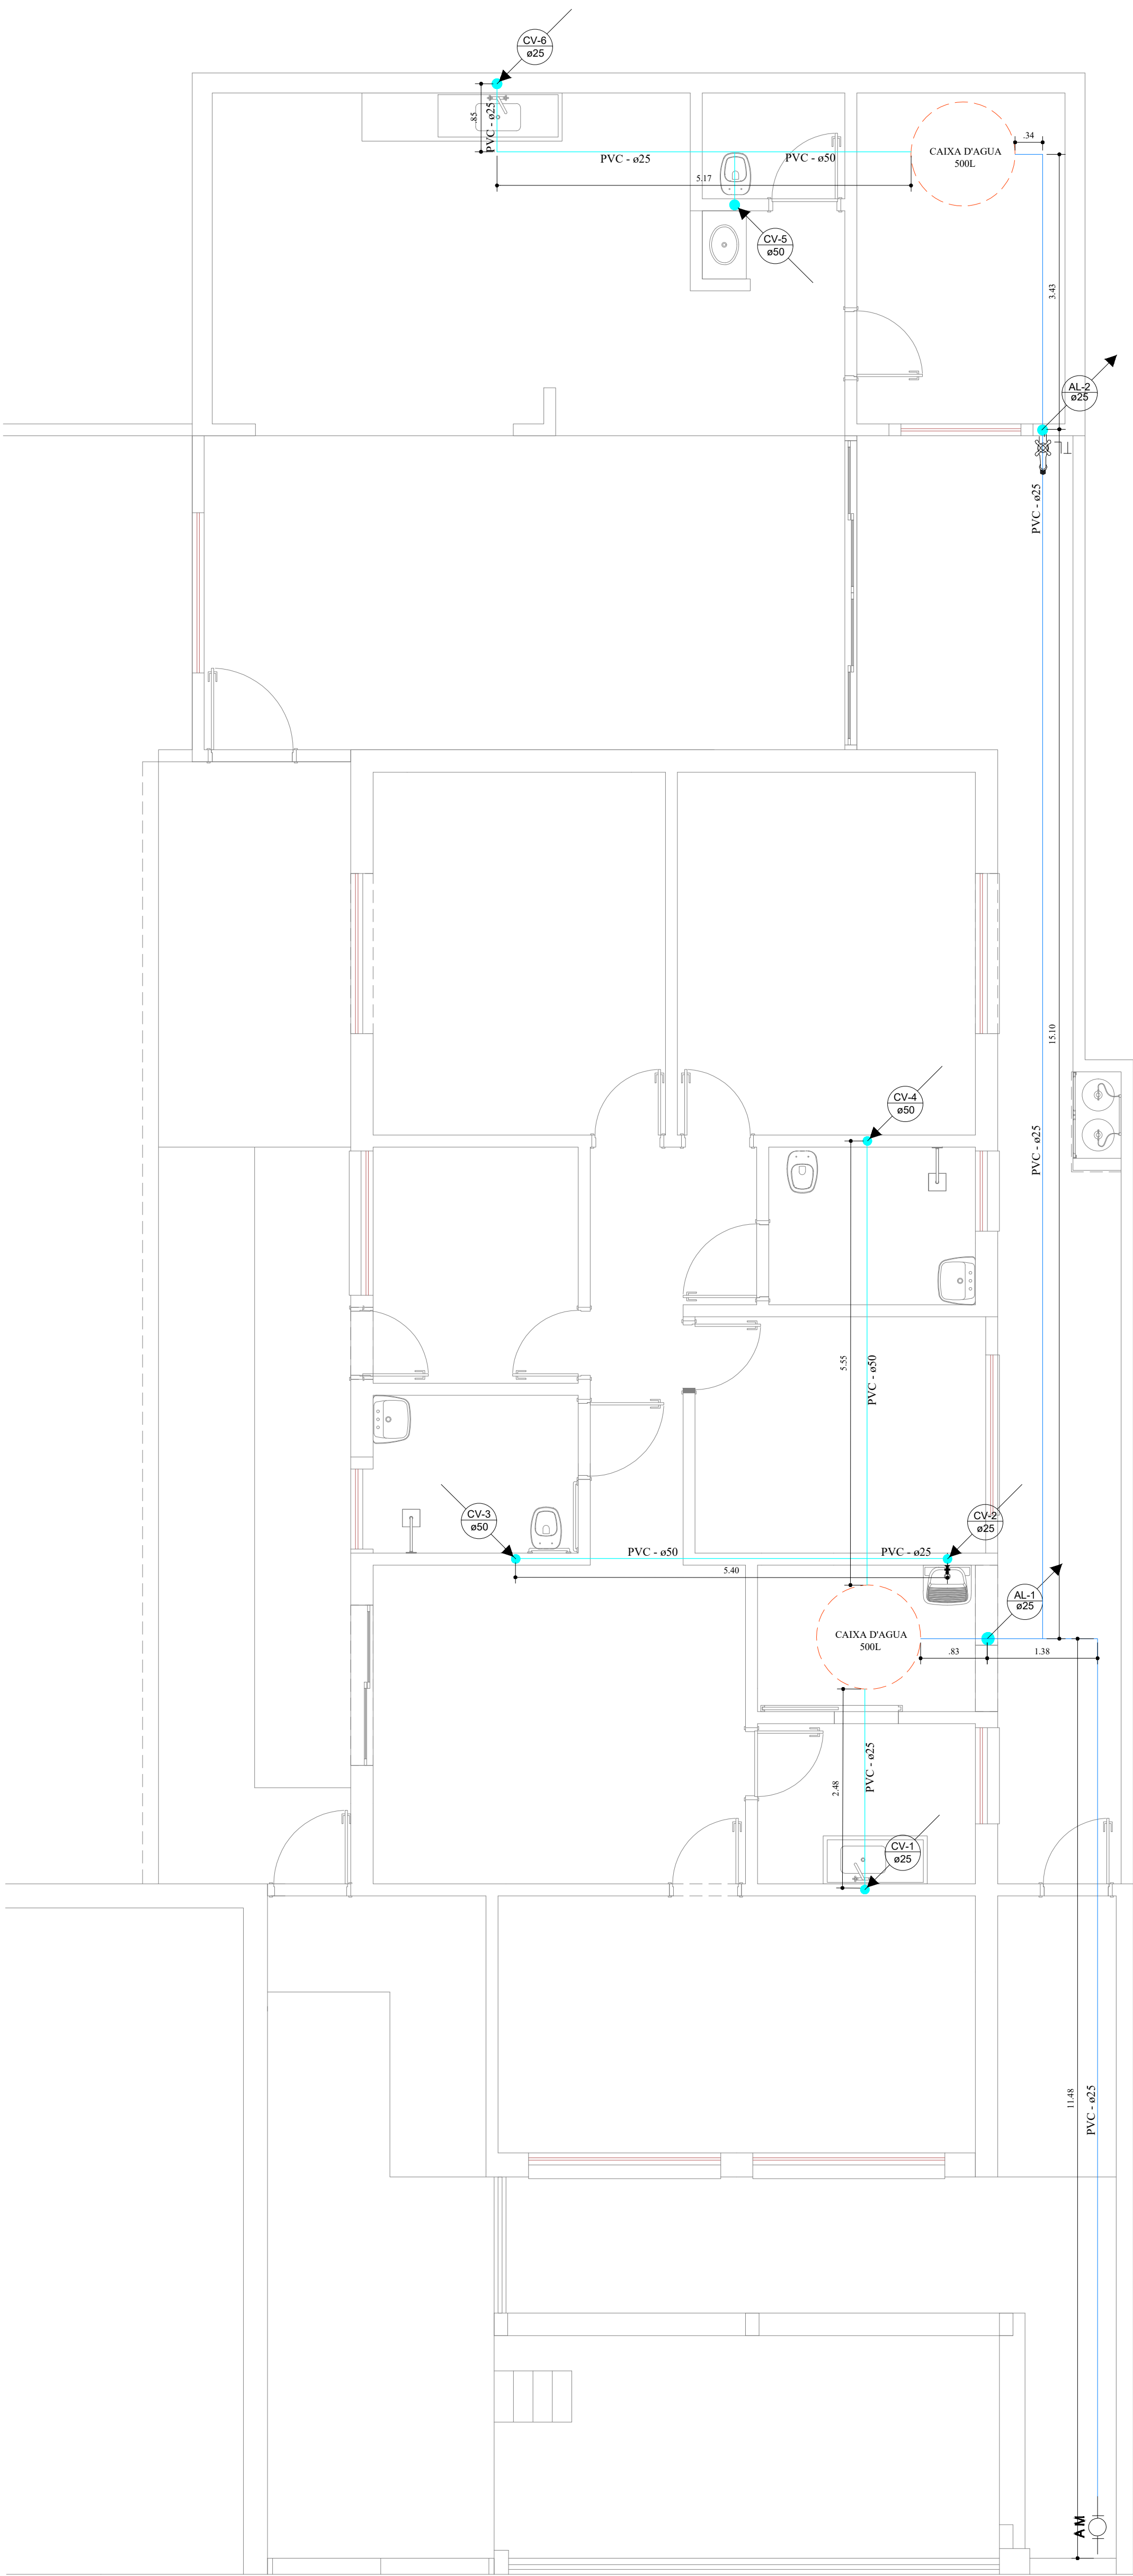 CV-6
ø25
.85
PVC - ø25
PVC - ø25
PVC - ø50
CAIXA D'AGUA
500L
.34
5.17
CV-5
ø50
3.43
AL-2
ø25
PVC - ø25
15.10
CV-4
ø50
PVC - ø25
5.55
PVC - ø50
CV-3
ø50
CV-2
ø25
PVC - ø50
PVC - ø25
5.40
AL-1
ø25
CAIXA D'AGUA
500L
.83
1.38
PVC - ø25
2.48
CV-1
ø25
11.48
PVC - ø25
AM